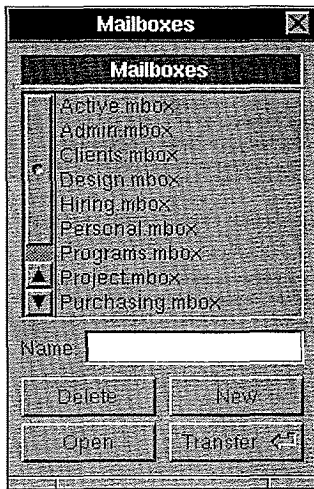 Mailboxes
Mailboxes
Active.mbox
Admin.mbox
Clients.mbox
Design.mbox
Hiring.mbox
Personal.mbox
Programs.mbox
Project.mbox
Purchasing.mbox
Name:
Delete New
Open Transfer